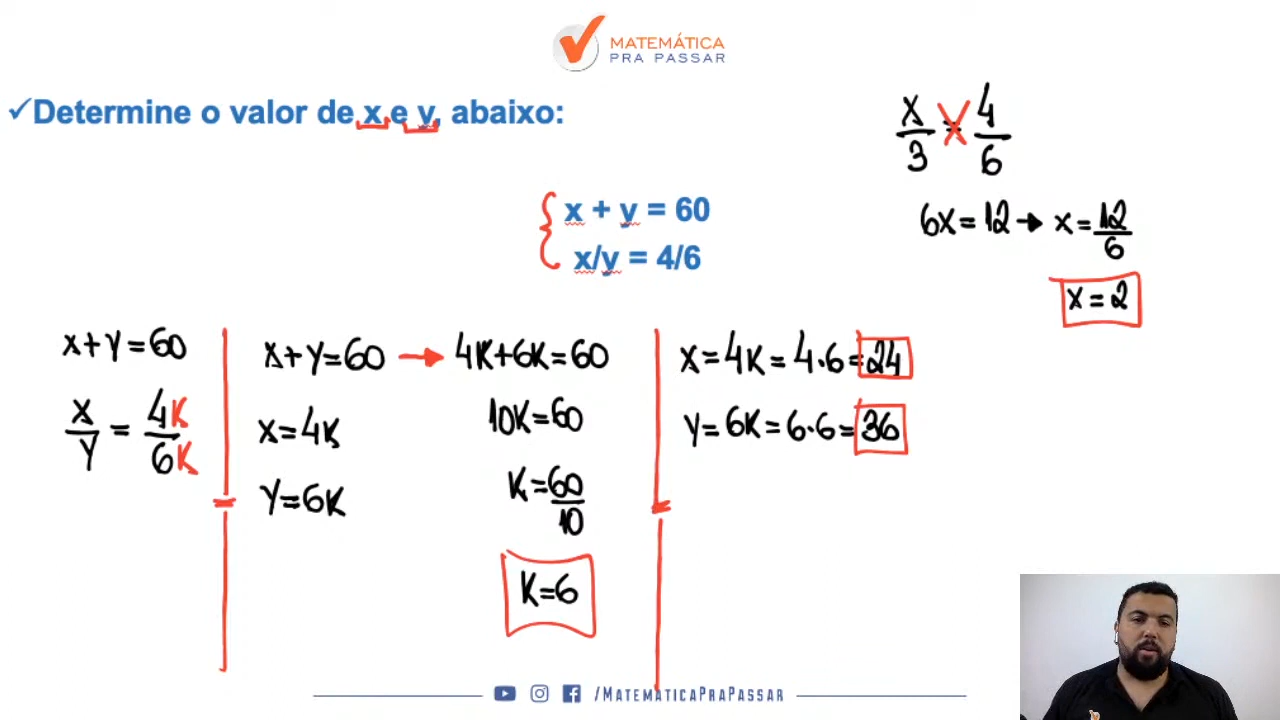 MATEMÁTICA
PRA PASSAR
✓Determine o valor de x e y, abaixo:
x/3 = 4/6
6x = 12 → x = 12/6
x = 2
x + y = 60
x/y = 4/6
x + y = 60
x/y = 4k/6k
x + y = 60 → 4k + 6k = 60
x = 4k
y = 6k
10k = 60
k = 60/10
k = 6
x = 4k = 4·6 = 24
y = 6k = 6·6 = 36
/MatematicaPraPassar